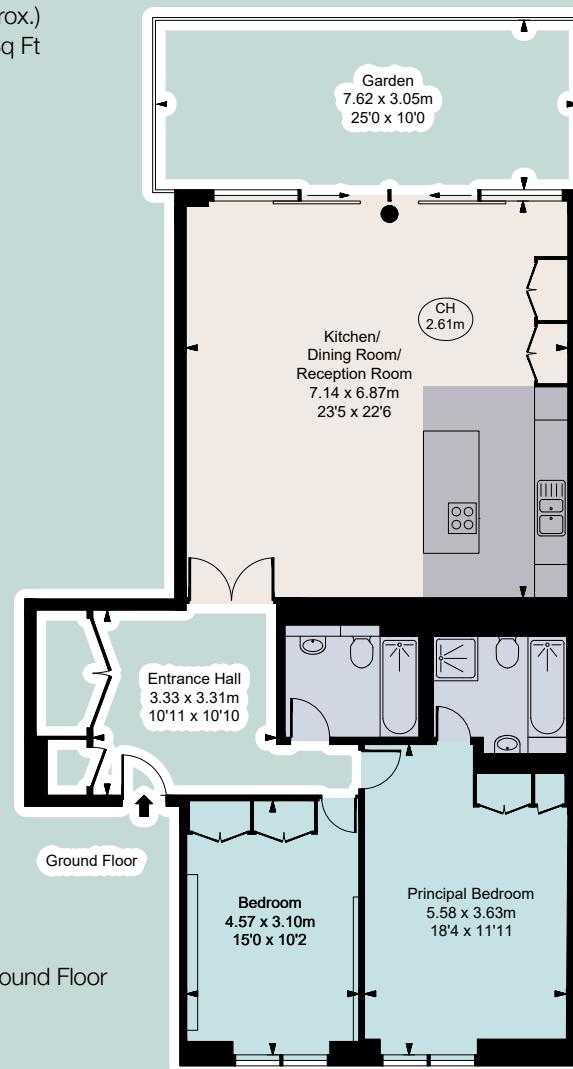 rox.)
q Ft
Garden
7.62 x 3.05m
25'0 x 10'0
CH
2.61m
Kitchen/
Dining Room/
Reception Room
7.14 x 6.87m
23'5 x 22'6
Entrance Hall
3.33 x 3.31m
10'11 x 10'10
Ground Floor
Bedroom
4.57 x 3.10m
15'0 x 10'2
Principal Bedroom
5.58 x 3.63m
18'4 x 11'11
ound Floor